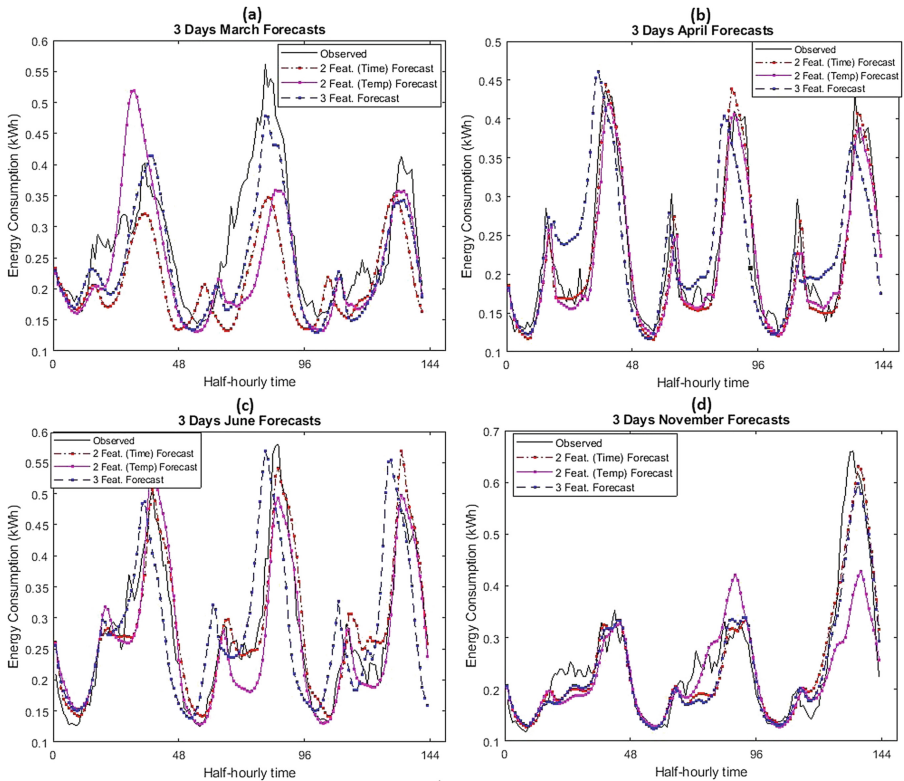 (a)
3 Days March Forecasts
0.6
0.55
0.5
0.45
0.4
0.35
0.3
0.25
0.2
0.15
0.1
Energy Consumption (kWh)
Observed
2 Feat. (Time) Forecast
2 Feat. (Temp) Forecast
3 Feat. Forecast
0 48 96 144
Half-hourly time
(b)
3 Days April Forecasts
0.5
0.45
0.4
0.35
0.3
0.25
0.2
0.15
0.1
Energy Consumption (kWh)
Observed
2 Feat. (Time) Forecast
2 Feat. (Temp) Forecast
3 Feat. Forecast
0 48 96 144
Half-hourly time
(c)
3 Days June Forecasts
0.6
0.55
0.5
0.45
0.4
0.35
0.3
0.25
0.2
0.15
0.1
Energy Consumption (kWh)
Observed
2 Feat. (Time) Forecast
2 Feat. (Temp) Forecast
3 Feat. Forecast
0 48 96 144
Half-hourly time
(d)
3 Days November Forecasts
0.7
0.6
0.5
0.4
0.3
0.2
0.1
Energy Consumption (kWh)
Observed
2 Feat. (Time) Forecast
2 Feat. (Temp) Forecast
3 Feat. Forecast
0 48 96 144
Half-hourly time